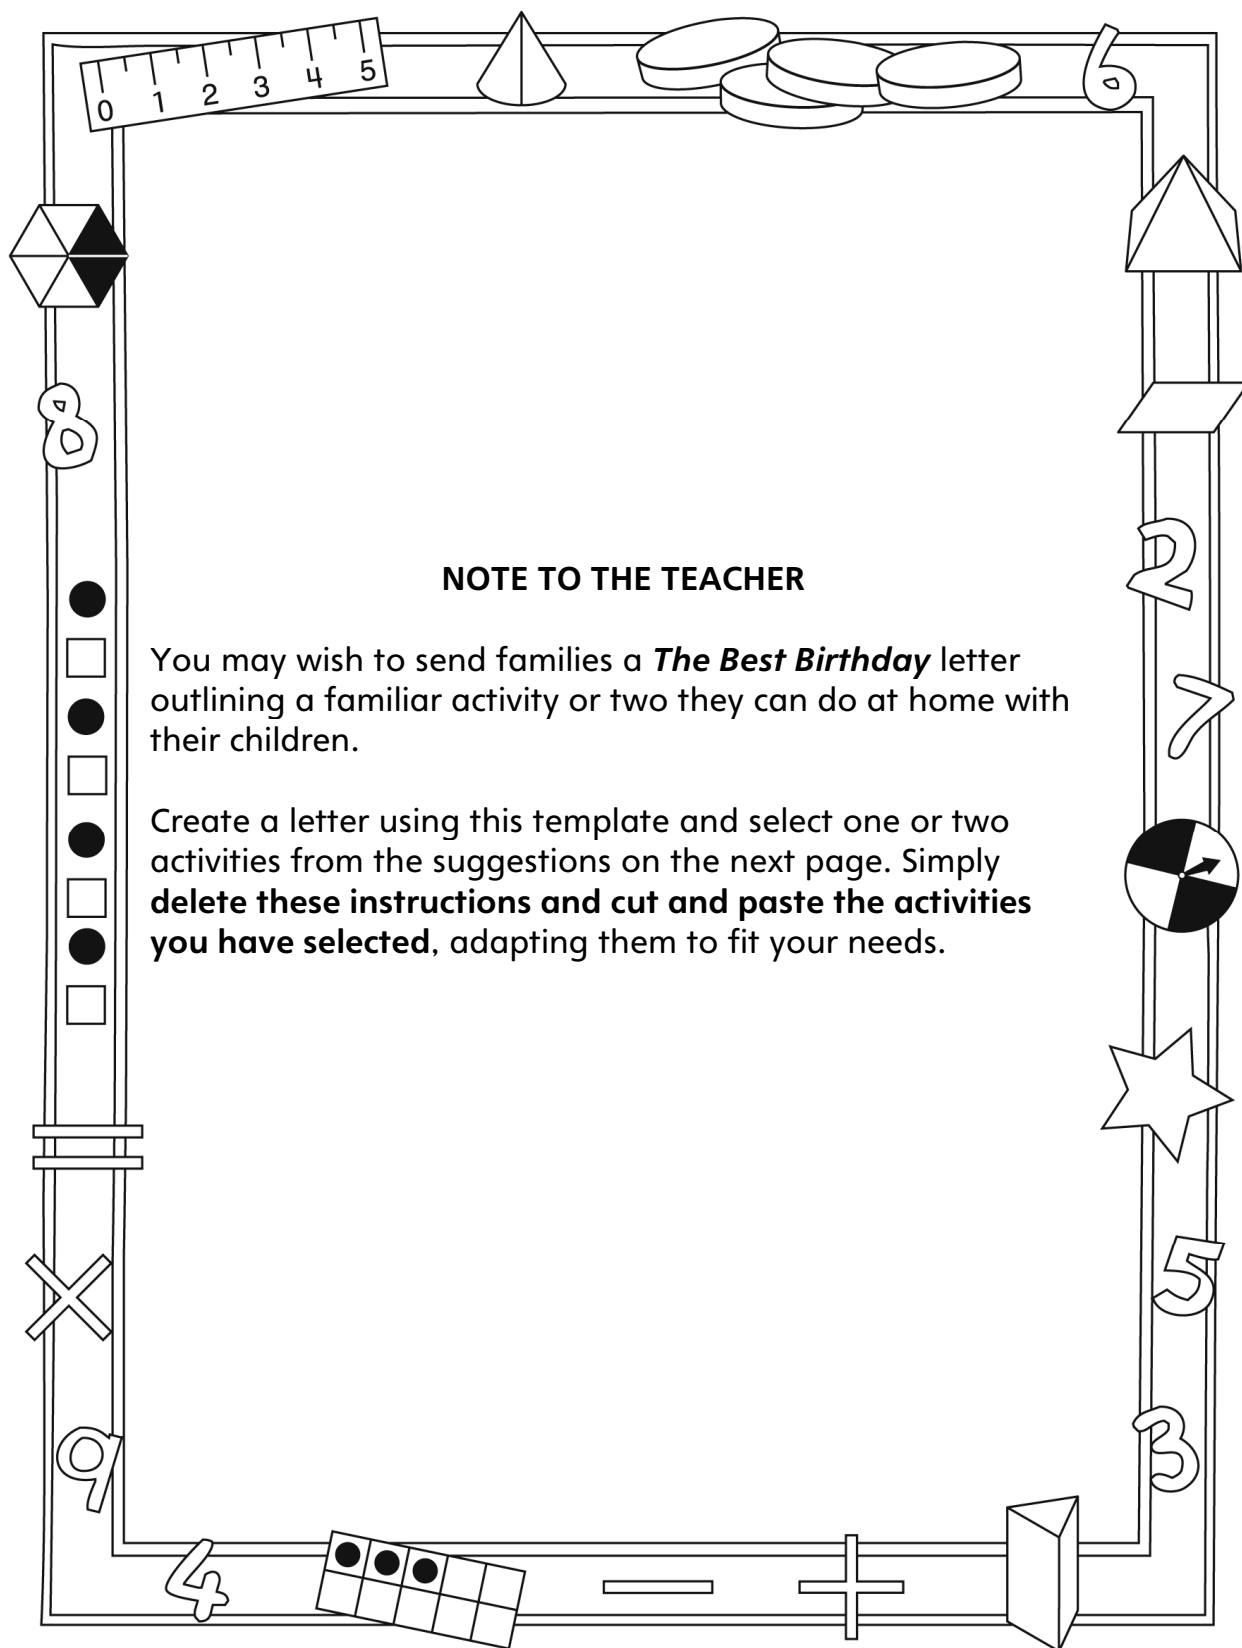 0 1 2 3 4 5
6
8
2
7
5
3
9
4
NOTE TO THE TEACHER
You may wish to send families a The Best Birthday letter
outlining a familiar activity or two they can do at home with
their children.
Create a letter using this template and select one or two
activities from the suggestions on the next page. Simply
delete these instructions and cut and paste the activities
you have selected, adapting them to fit your needs.